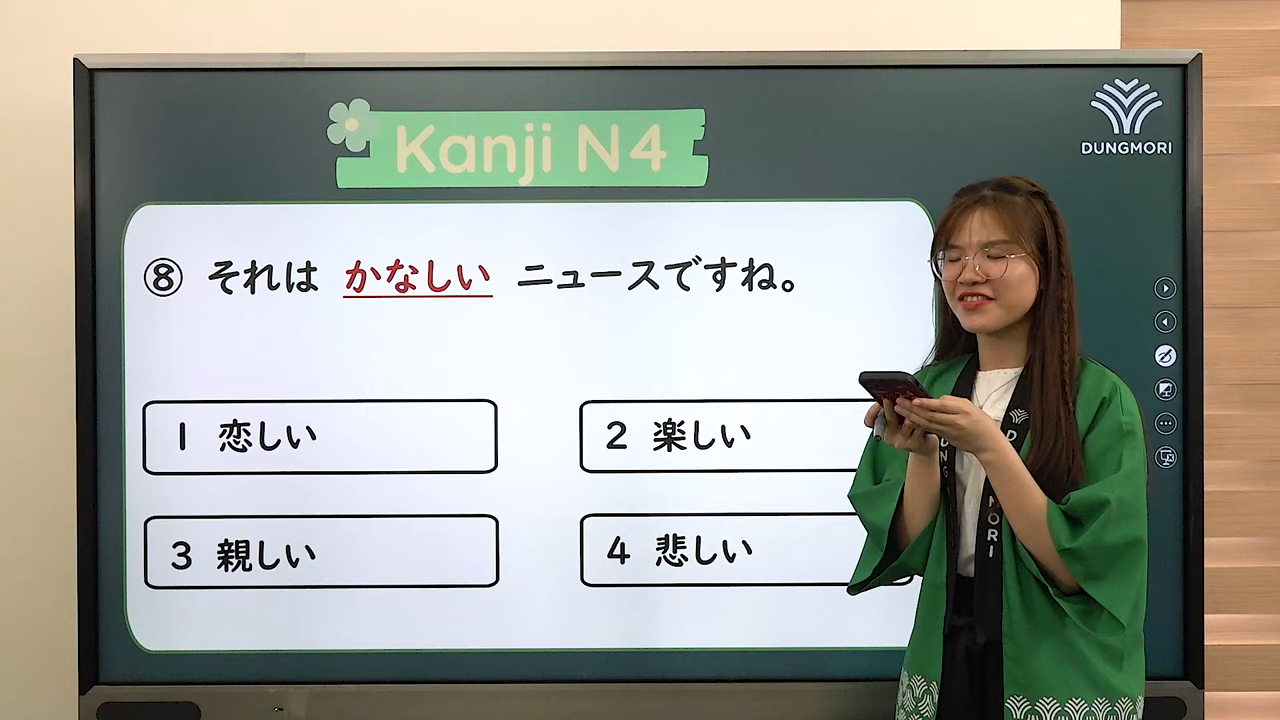 Kanji N4
DUNGMORI
⑧ それは かなしい ニュースですね。
1 恋しい
2 楽しい
3 親しい
4 悲しい